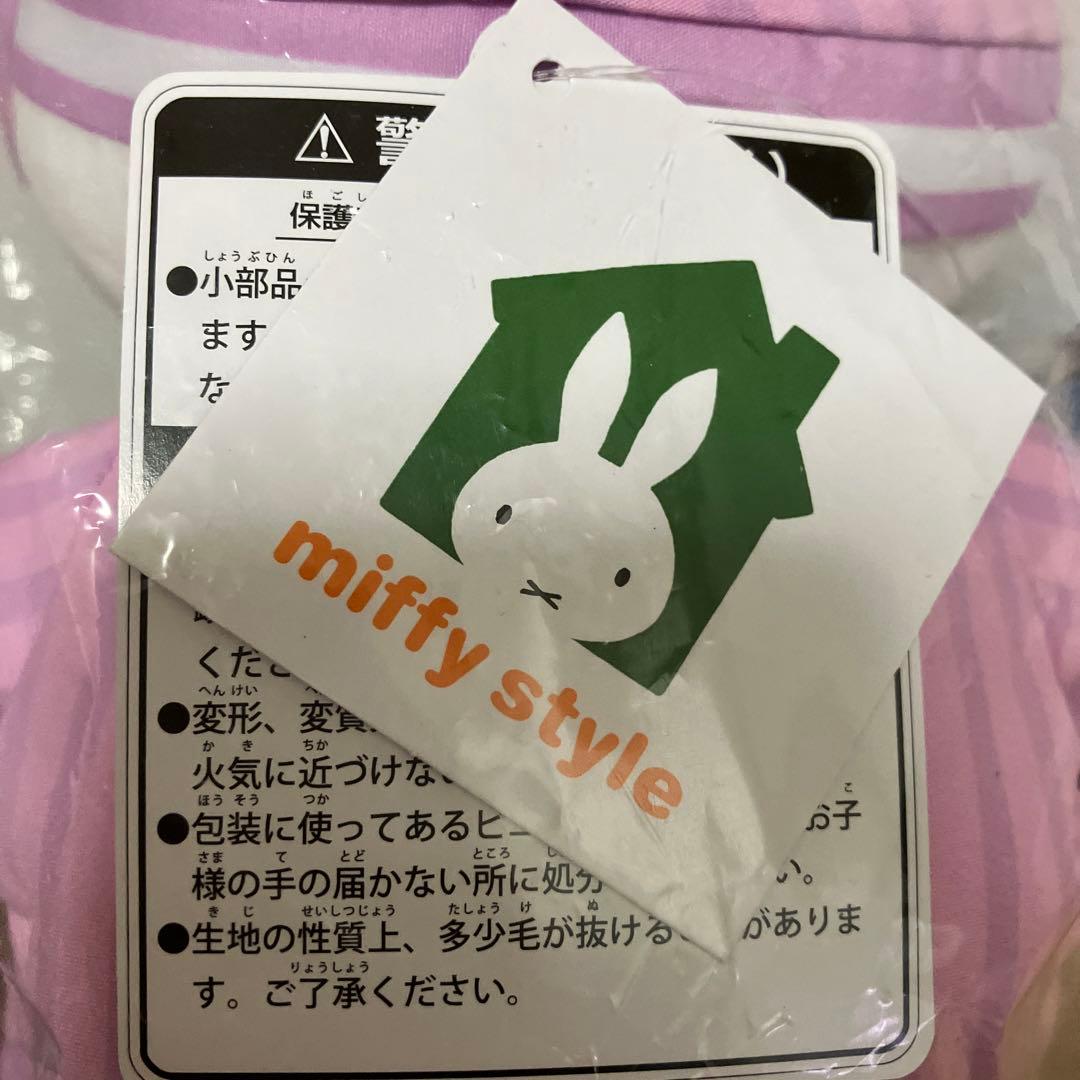 警
ほごし
保護
しょうぶひん
●小部品
ます
な
miffy style
くださ
へんけい
●変形、変質
かき ちか
火気に近づけな
ほうそう つか
●包装に使ってあるビニ
こ
お子
さま て とど ところ
様の手の届かない所に処分
い。
きじ せいしつじょう たしょう け ぬ
●生地の性質上、多少毛が抜ける
がありま
りょうしょう
す。ご了承ください。